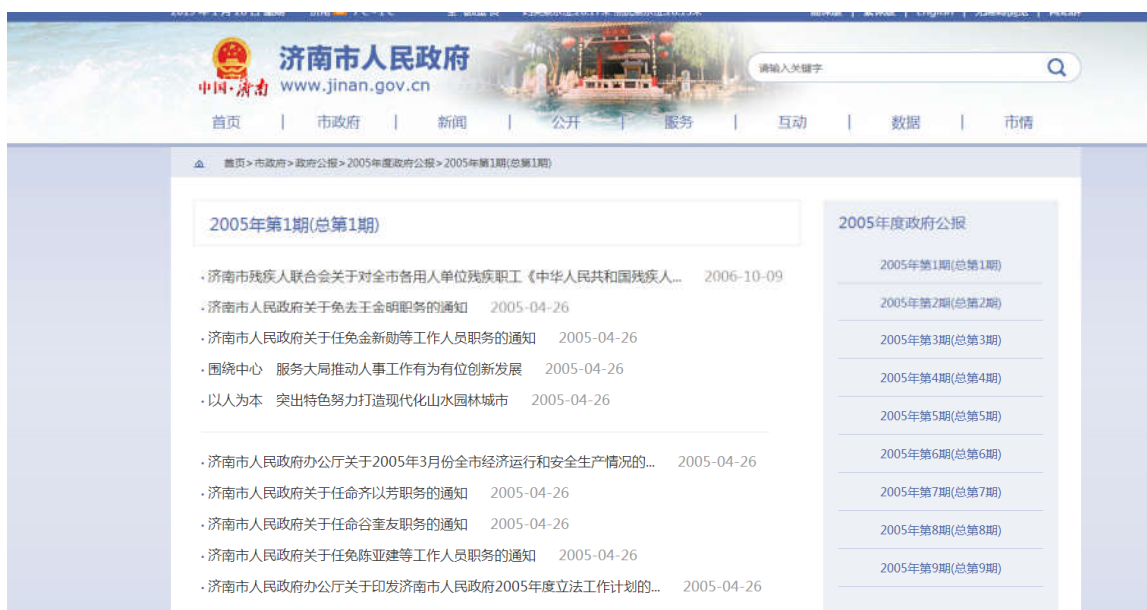 济南市人民政府
中国·济南 www.jinan.gov.cn
请输入关键字
首页 | 市政府 | 新闻 | 公开 | 服务 | 互动 | 数据 | 市情
首页>市政府>政府公报>2005年度政府公报>2005年第1期(总第1期)
2005年第1期(总第1期)
·济南市残疾人联合会关于对全市各用人单位残疾职工《中华人民共和国残疾人... 2006-10-09
·济南市人民政府关于免去王金明职务的通知 2005-04-26
·济南市人民政府关于任免金新勋等工作人员职务的通知 2005-04-26
·围绕中心 服务大局推动人事工作有为有位创新发展 2005-04-26
·以人为本 突出特色努力打造现代化山水园林城市 2005-04-26
·济南市人民政府办公厅关于2005年3月份全市经济运行和安全生产情况的... 2005-04-26
·济南市人民政府关于任命齐以芳职务的通知 2005-04-26
·济南市人民政府关于任命谷奎友职务的通知 2005-04-26
·济南市人民政府关于任免陈亚建等工作人员职务的通知 2005-04-26
·济南市人民政府办公厅关于印发济南市人民政府2005年度立法工作计划的... 2005-04-26
2005年度政府公报
2005年第1期(总第1期)
2005年第2期(总第2期)
2005年第3期(总第3期)
2005年第4期(总第4期)
2005年第5期(总第5期)
2005年第6期(总第6期)
2005年第7期(总第7期)
2005年第8期(总第8期)
2005年第9期(总第9期)